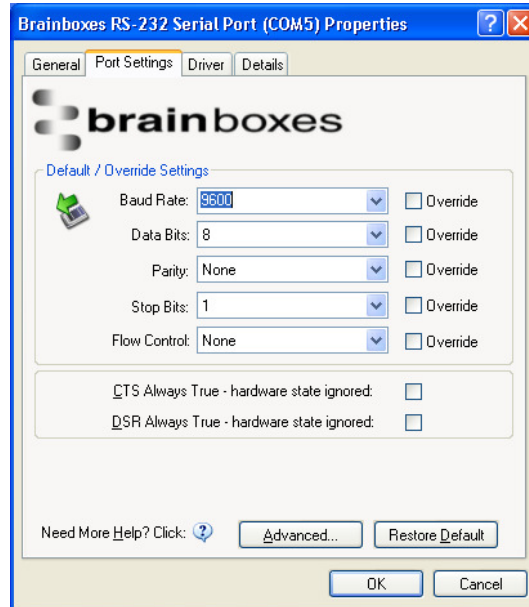 Brainboxes RS-232 Serial Port (COM5) Properties
General Port Settings Driver Details
brainboxes
Default / Override Settings
Baud Rate: 9600 Override
Data Bits: 8 Override
Parity: None Override
Stop Bits: 1 Override
Flow Control: None Override
CTS Always True - hardware state ignored:
DSR Always True - hardware state ignored:
Need More Help? Click: ? Advanced... Restore Default
OK Cancel